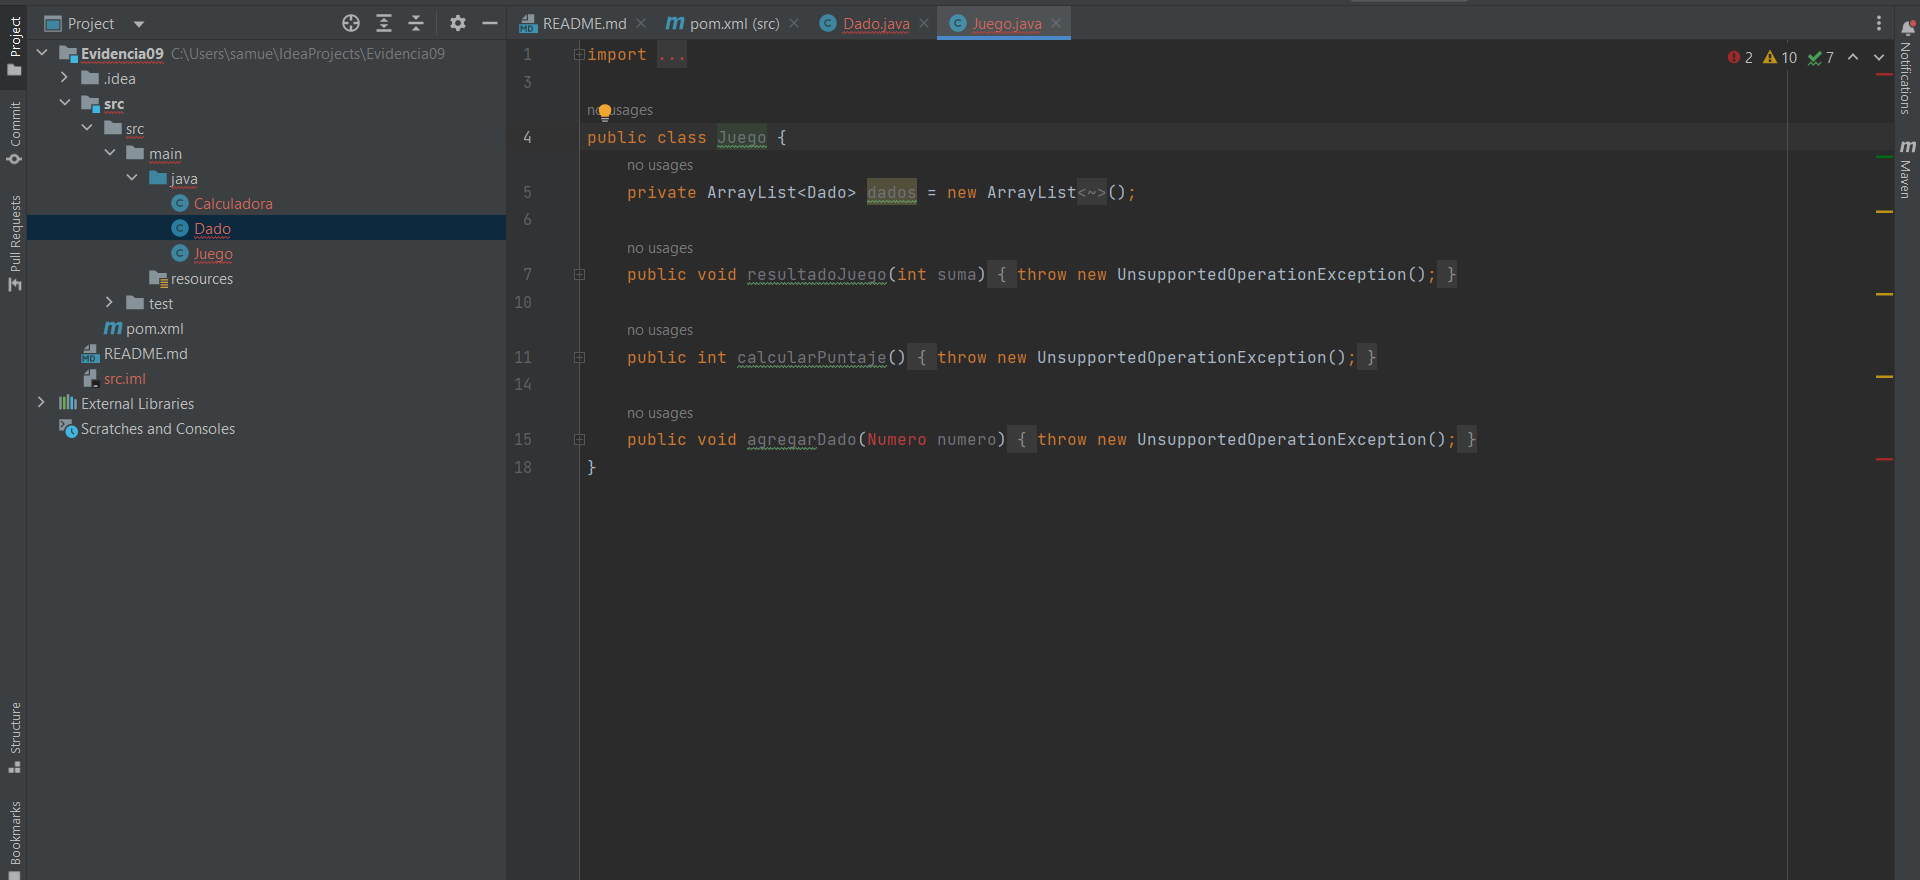 Project
README.md
pom.xml (src)
Dado.java
Juego.java
Project
Commit
Pull Requests
Structure
Bookmarks
Evidencia09 C:\Users\samue\IdeaProjects\Evidencia09
.idea
src
src
main
java
Calculadora
Dado
Juego
resources
test
pom.xml
README.md
src.iml
External Libraries
Scratches and Consoles
1 import ...
3
no usages
4 public class Juego {
no usages
5 private ArrayList<Dado> dados = new ArrayList<~>();
6
no usages
7 public void resultadoJuego(int suma) { throw new UnsupportedOperationException(); }
10
no usages
11 public int calcularPuntaje() { throw new UnsupportedOperationException(); }
14
no usages
15 public void agregarDado(Numero numero) { throw new UnsupportedOperationException(); }
18 }
2 10 7
Notifications
Maven